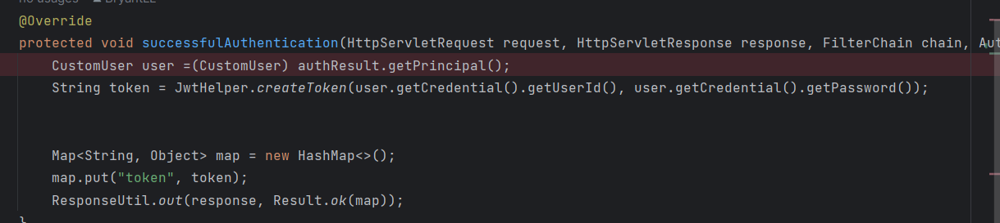 @Override
protected void successfulAuthentication(HttpServletRequest request, HttpServletResponse response, FilterChain chain, Aut
CustomUser user =(CustomUser) authResult.getPrincipal();
String token = JwtHelper.createToken(user.getCredential().getUserId(), user.getCredential().getPassword());
Map<String, Object> map = new HashMap<>();
map.put("token", token);
ResponseUtil.out(response, Result.ok(map));
}